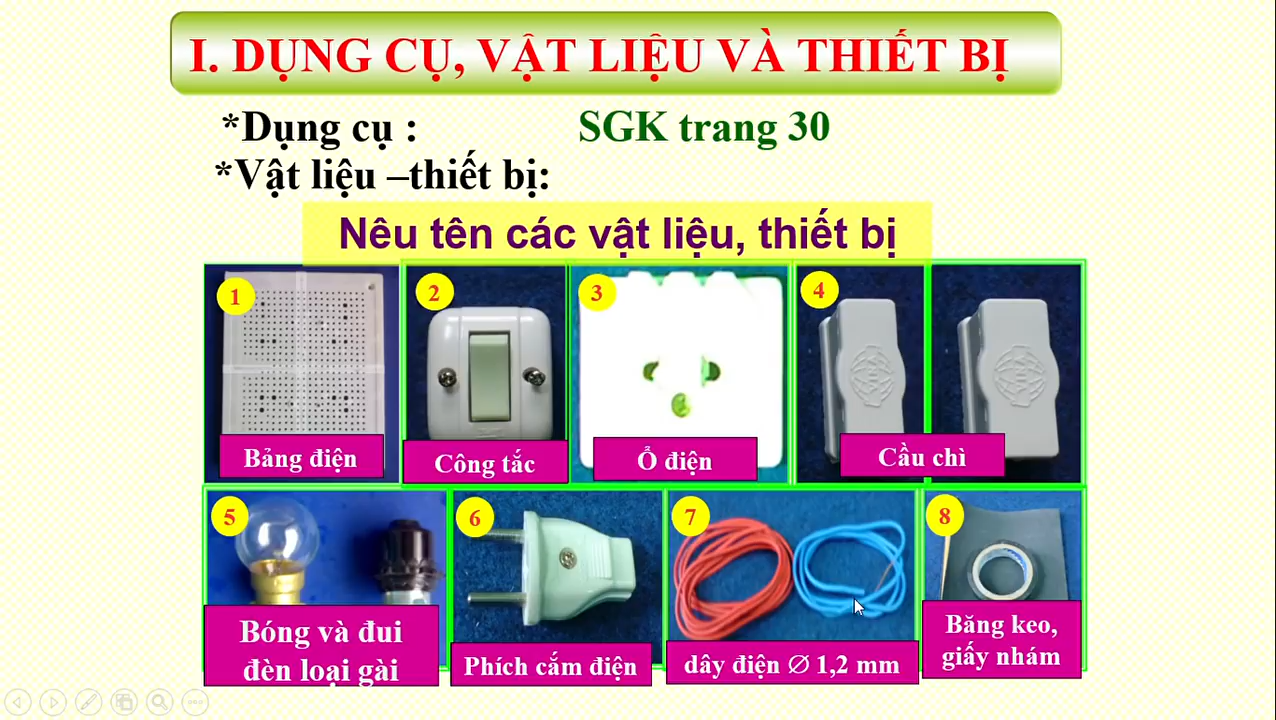 I. DỤNG CỤ, VẬT LIỆU VÀ THIẾT BỊ
*Dụng cụ : SGK trang 30
*Vật liệu –thiết bị:
Nêu tên các vật liệu, thiết bị
1 2 3 4
Bảng điện
Công tắc
Ổ điện
Cầu chì
5 6 7 8
Bóng và đui
đèn loại gài
Phích cắm điện
dây điện ∅ 1,2 mm
Băng keo,
giấy nhám